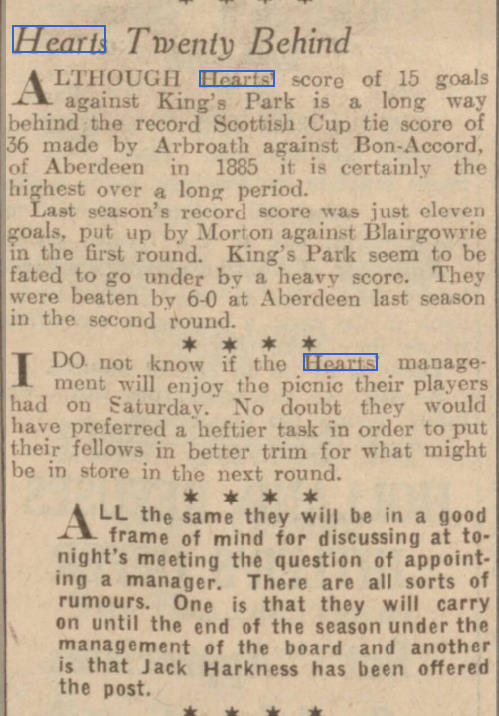 Hearts Twenty Behind
ALTHOUGH Hearts' score of 15 goals
against King's Park is a long way
behind the record Scottish Cup tie score of
36 made by Arbroath against Bon-Accord,
of Aberdeen in 1885 it is certainly the
highest over a long period.
Last season's record score was just eleven
goals, put up by Morton against Blairgowrie
in the first round. King's Park seem to be
fated to go under by a heavy score. They
were beaten by 6-0 at Aberdeen last season
in the second round.
* * * *
I DO not know if the Hearts manage-
ment will enjoy the picnic their players
had on Saturday. No doubt they would
have preferred a heftier task in order to put
their fellows in better trim for what might
be in store in the next round.
* * * *
ALL the same they will be in a good
frame of mind for discussing at to-
night's meeting the question of appoint-
ing a manager. There are all sorts of
rumours. One is that they will carry
on until the end of the season under the
management of the board and another
is that Jack Harkness has been offered
the post.
* * * *